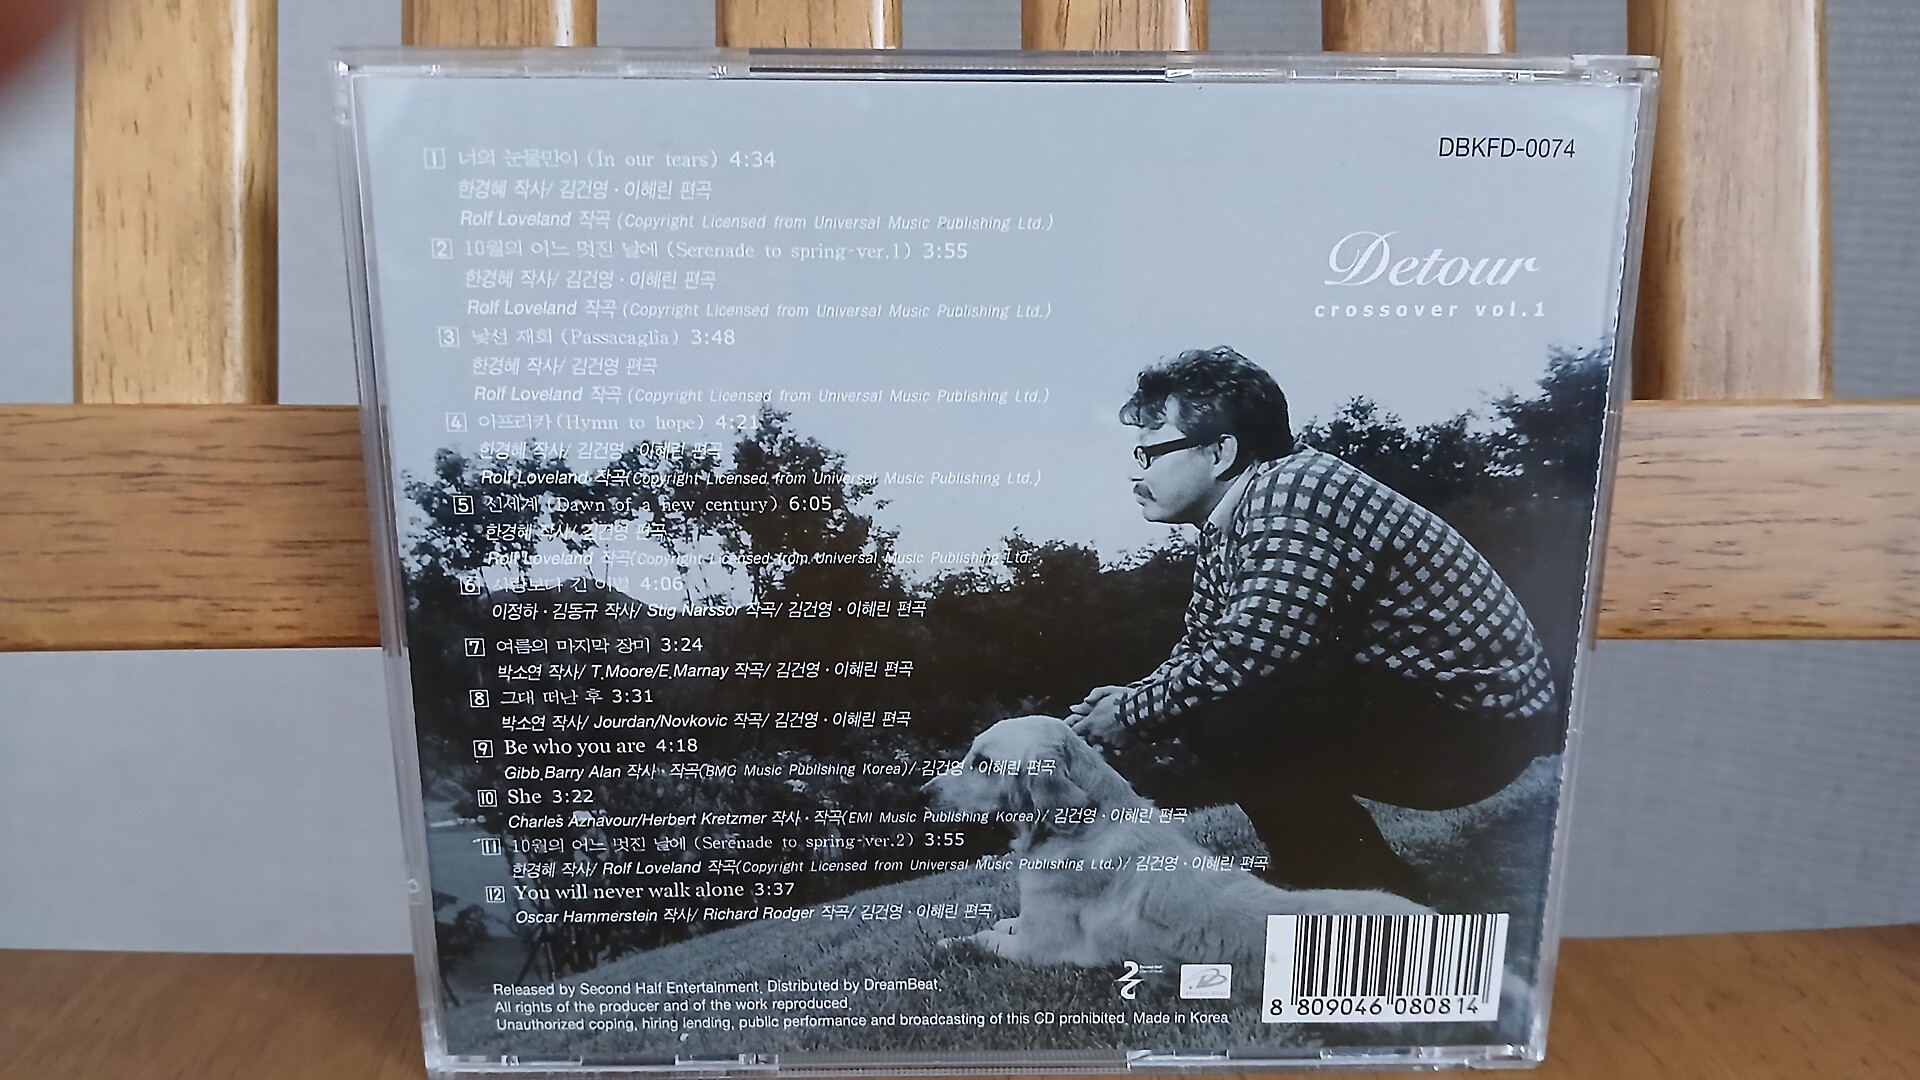 1 너의 눈물만이 (In our tears) 4:34
한경혜 작사/ 김건영·이혜린 편곡
Rolf Loveland 작곡 (Copyright Licensed from Universal Music Publishing Ltd.)
2 10월의 어느 멋진 날에 (Serenade to spring-ver.1) 3:55
한경혜 작사/ 김건영·이혜린 편곡
Rolf Loveland 작곡 (Copyright Licensed from Universal Music Publishing Ltd.)
3 낯선 재회 (Passacaglia) 3:48
한경혜 작사/ 김건영 편곡
Rolf Loveland 작곡 (Copyright Licensed from Universal Music Publishing Ltd.)
4 아프리카 (Hymn to hope) 4:21
한경혜 작사/ 김건영·이혜린 편곡
Rolf Loveland 작곡(Copyright Licensed from Universal Music Publishing Ltd.)
5 신세계 (Dawn of a new century) 6:05
한경혜 작사/ 김건영 편곡
Rolf Loveland 작곡(Copyright Licensed from Universal Music Publishing Ltd.
6 사랑보다 긴 이별 4:06
이정하·김동규 작사/ Stig Narssor 작곡/ 김건영·이혜린 편곡
7 여름의 마지막 장미 3:24
박소연 작사/ T.Moore/E.Marnay 작곡/ 김건영·이혜린 편곡
8 그대 떠난 후 3:31
박소연 작사/ Jourdan/Novkovic 작곡/ 김건영·이혜린 편곡
9 Be who you are 4:18
Gibb.Barry Alan 작사·작곡(BMG Music Publishing Korea)/ 김건영·이혜린 편곡
10 She 3:22
Charles Aznavour/Herbert Kretzmer 작사·작곡(EMI Music Publishing Korea)/ 김건영·이혜린 편곡
11 10월의 어느 멋진 날에 (Serenade to spring-ver.2) 3:55
한경혜 작사/ Rolf Loveland 작곡(Copyright Licensed from Universal Music Publishing Ltd.)/ 김건영·이혜린 편곡
12 You will never walk alone 3:37
Oscar Hammerstein 작사/ Richard Rodger 작곡/ 김건영·이혜린 편곡
DBKFD-0074
Detour
crossover vol.1
Released by Second Half Entertainment, Distributed by DreamBeat.
All rights of the producer and of the work reproduced.
Unauthorized coping, hiring lending, public performance and broadcasting of this CD prohibited. Made in Korea
8 809046 080814